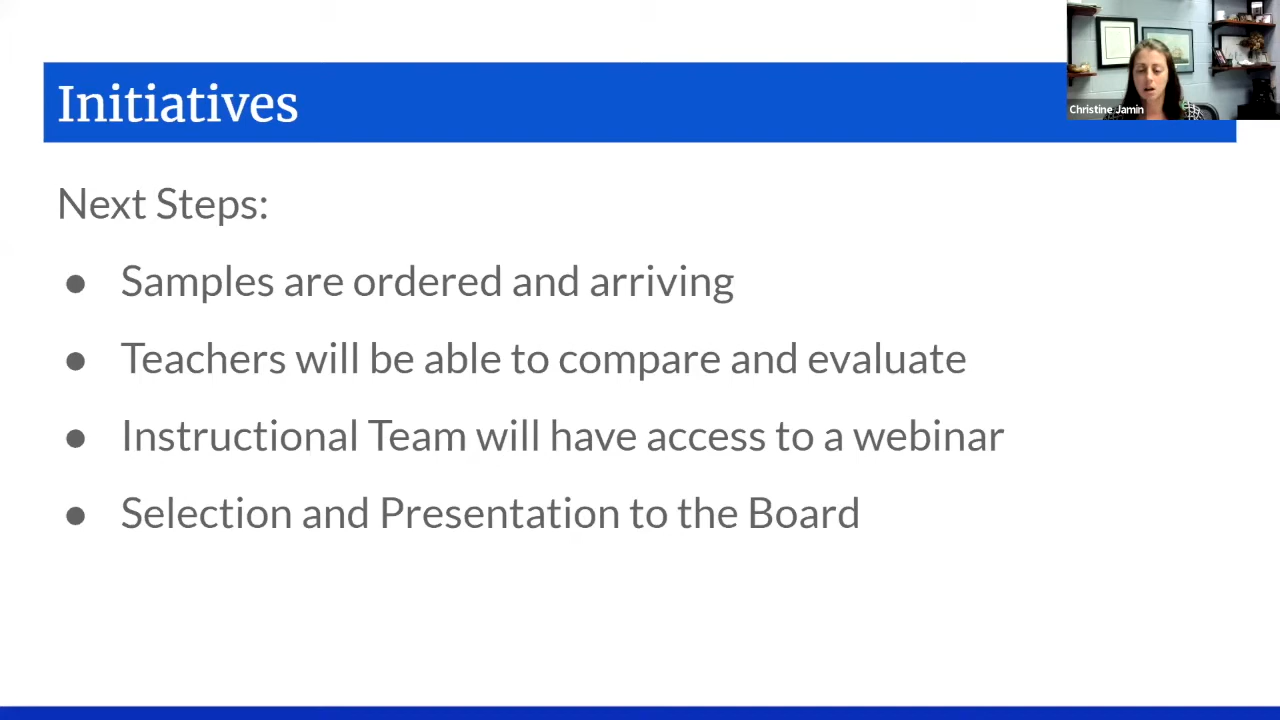 Initiatives
Christine Jamin
Next Steps:
● Samples are ordered and arriving
● Teachers will be able to compare and evaluate
● Instructional Team will have access to a webinar
● Selection and Presentation to the Board